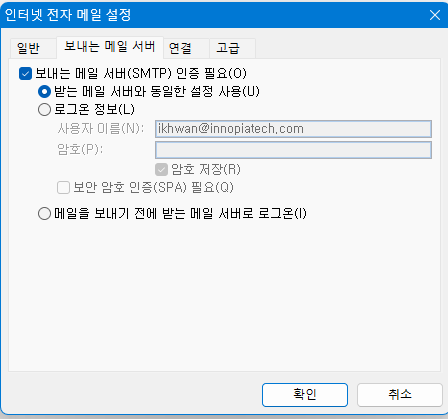 인터넷 전자 메일 설정
일반 보내는 메일 서버 연결 고급
보내는 메일 서버(SMTP) 인증 필요(O)
받는 메일 서버와 동일한 설정 사용(U)
로그온 정보(L)
사용자 이름(N): ikhwan@innopiatech.com
암호(P):
암호 저장(R)
보안 암호 인증(SPA) 필요(Q)
메일을 보내기 전에 받는 메일 서버로 로그온(I)
확인 취소